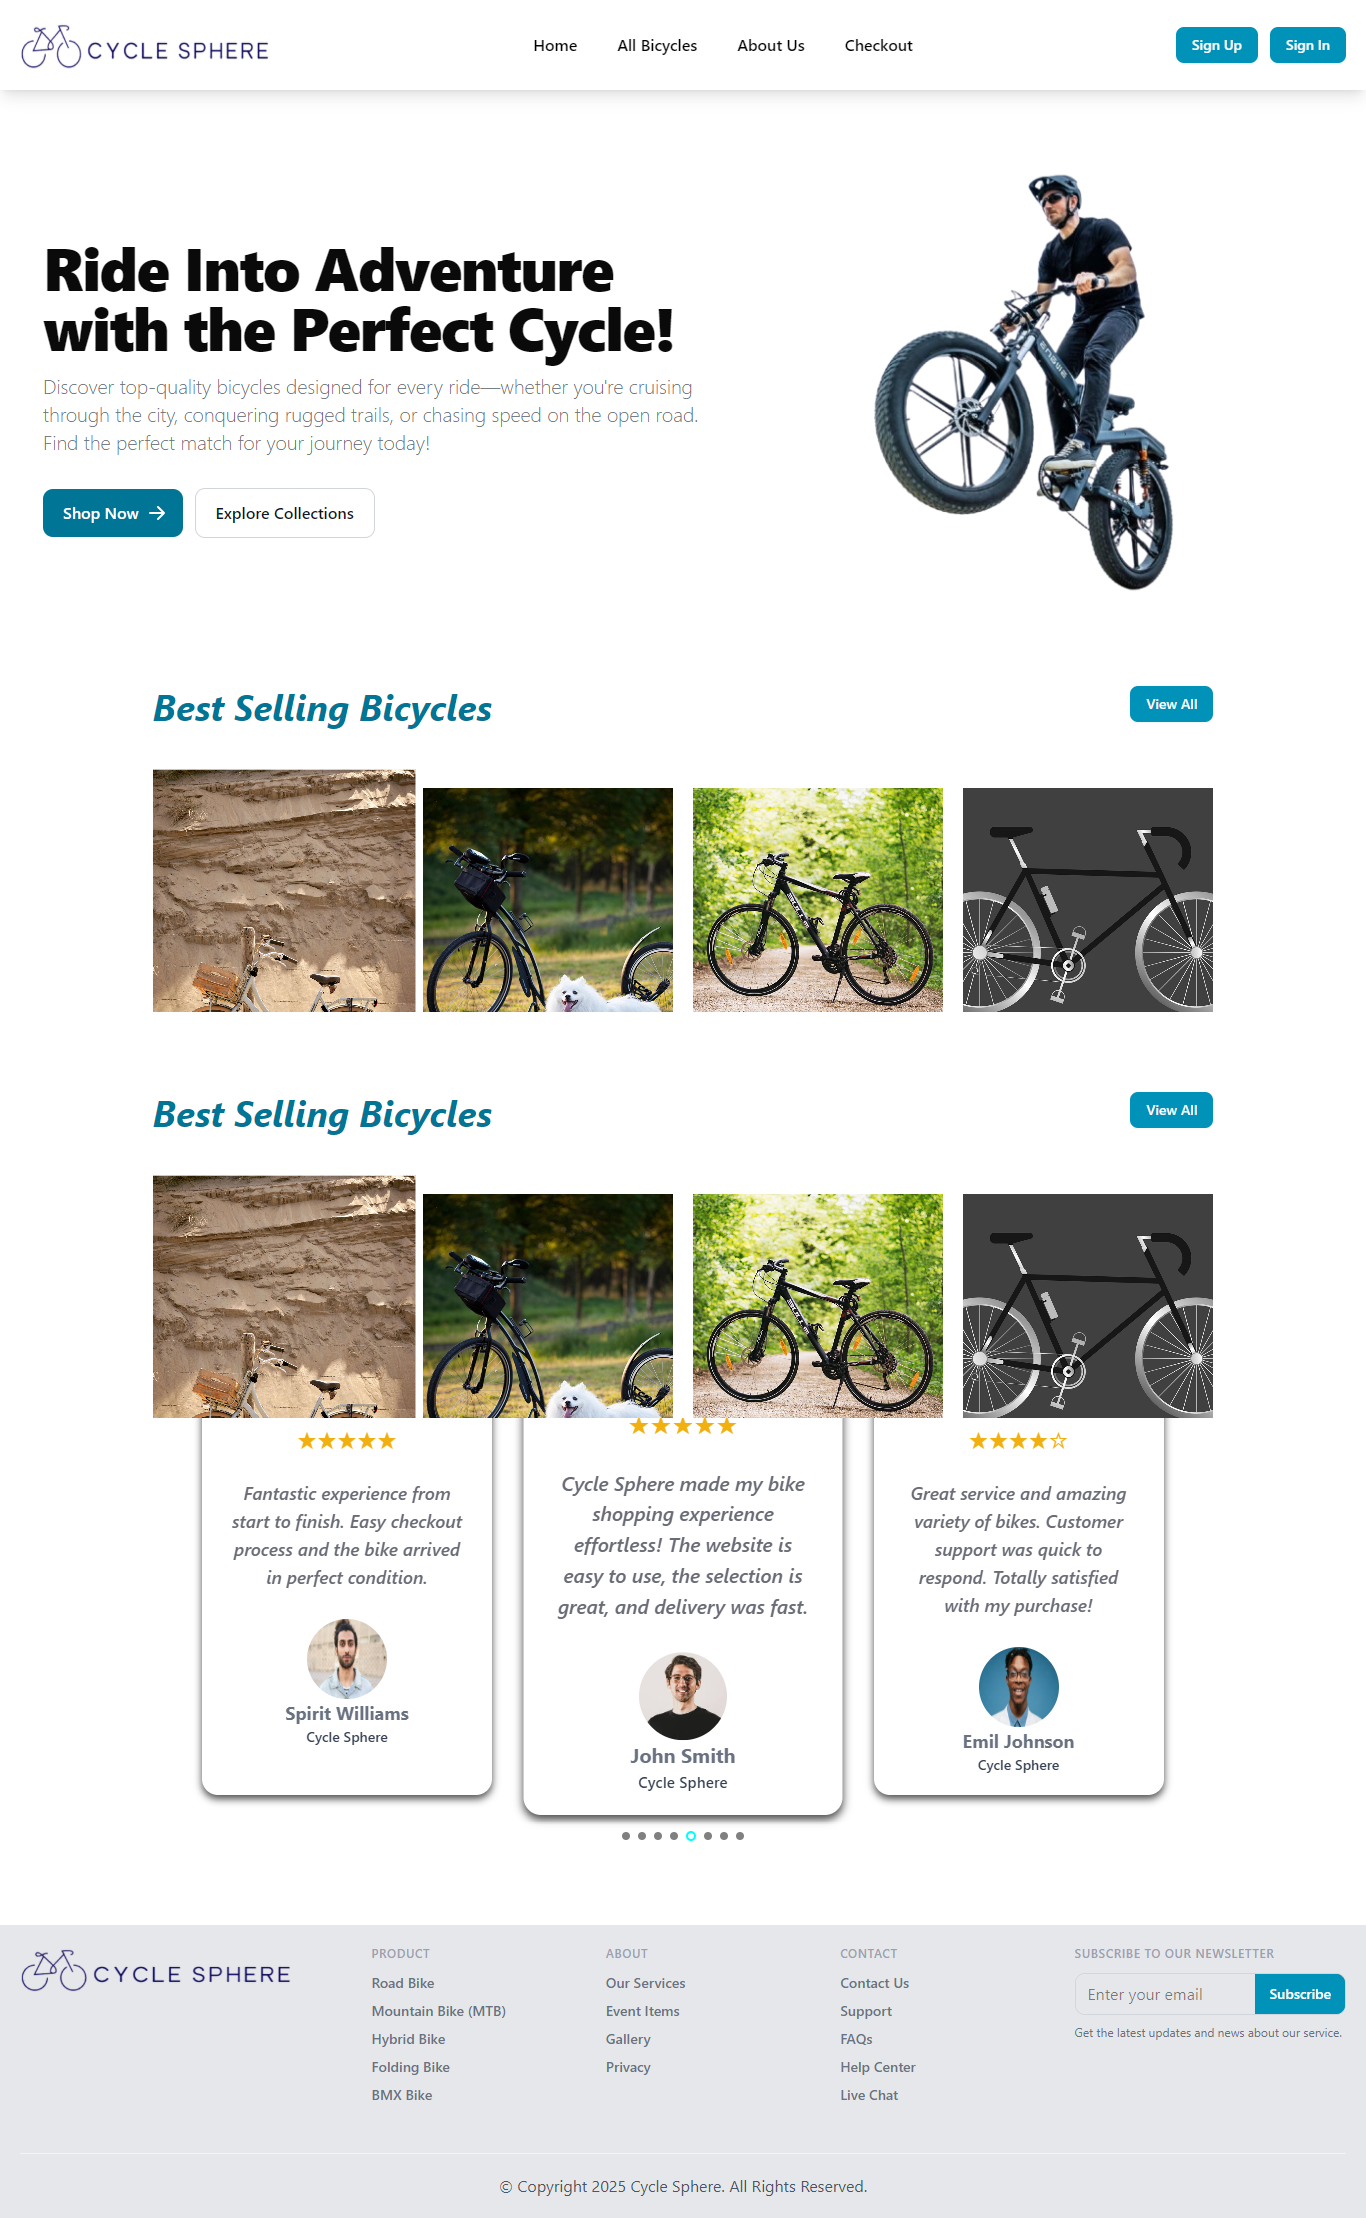 CYCLE SPHERE
Home
All Bicycles
About Us
Checkout
Sign Up
Sign In
Ride Into Adventure
with the Perfect Cycle!
Discover top-quality bicycles designed for every ride—whether you're cruising
through the city, conquering rugged trails, or chasing speed on the open road.
Find the perfect match for your journey today!
Shop Now
Explore Collections
Best Selling Bicycles
View All
Best Selling Bicycles
View All
Fantastic experience from
start to finish. Easy checkout
process and the bike arrived
in perfect condition.
Spirit Williams
Cycle Sphere
Cycle Sphere made my bike
shopping experience
effortless! The website is
easy to use, the selection is
great, and delivery was fast.
John Smith
Cycle Sphere
Great service and amazing
variety of bikes. Customer
support was quick to
respond. Totally satisfied
with my purchase!
Emil Johnson
Cycle Sphere
CYCLE SPHERE
PRODUCT
Road Bike
Mountain Bike (MTB)
Hybrid Bike
Folding Bike
BMX Bike
ABOUT
Our Services
Event Items
Gallery
Privacy
CONTACT
Contact Us
Support
FAQs
Help Center
Live Chat
SUBSCRIBE TO OUR NEWSLETTER
Enter your email
Subscribe
Get the latest updates and news about our service.
© Copyright 2025 Cycle Sphere. All Rights Reserved.